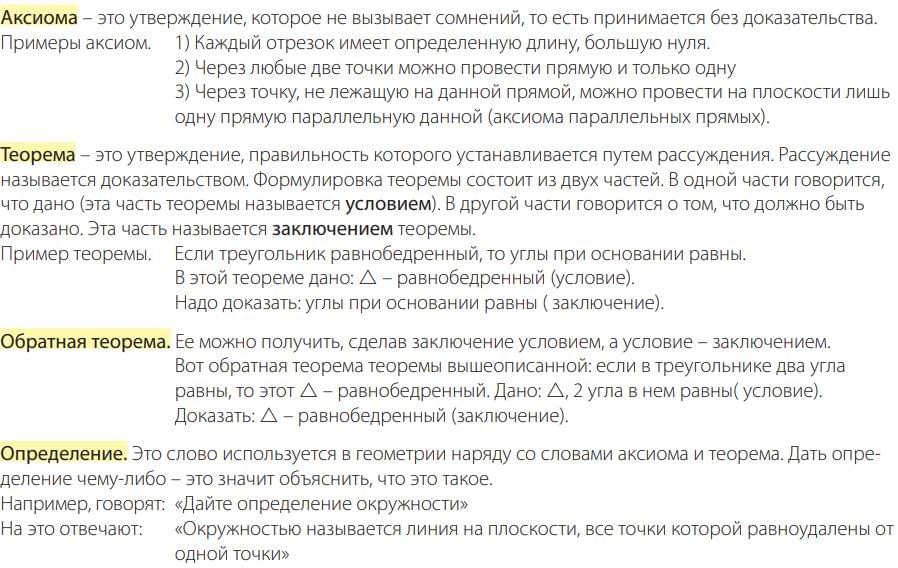 Аксиома – это утверждение, которое не вызывает сомнений, то есть принимается без доказательства.
Примеры аксиом. 1) Каждый отрезок имеет определенную длину, большую нуля.
2) Через любые две точки можно провести прямую и только одну
3) Через точку, не лежащую на данной прямой, можно провести на плоскости лишь
одну прямую параллельную данной (аксиома параллельных прямых).
Теорема – это утверждение, правильность которого устанавливается путем рассуждения. Рассуждение
называется доказательством. Формулировка теоремы состоит из двух частей. В одной части говорится,
что дано (эта часть теоремы называется условием). В другой части говорится о том, что должно быть
доказано. Эта часть называется заключением теоремы.
Пример теоремы. Если треугольник равнобедренный, то углы при основании равны.
В этой теореме дано: △ – равнобедренный (условие).
Надо доказать: углы при основании равны ( заключение).
Обратная теорема. Ее можно получить, сделав заключение условием, а условие – заключением.
Вот обратная теорема теоремы вышеописанной: если в треугольнике два угла
равны, то этот △ – равнобедренный. Дано: △, 2 угла в нем равны( условие).
Доказать: △ – равнобедренный (заключение).
Определение. Это слово используется в геометрии наряду со словами аксиома и теорема. Дать опре-
деление чему-либо – это значит объяснить, что это такое.
Например, говорят: «Дайте определение окружности»
На это отвечают: «Окружностью называется линия на плоскости, все точки которой равноудалены от
одной точки»